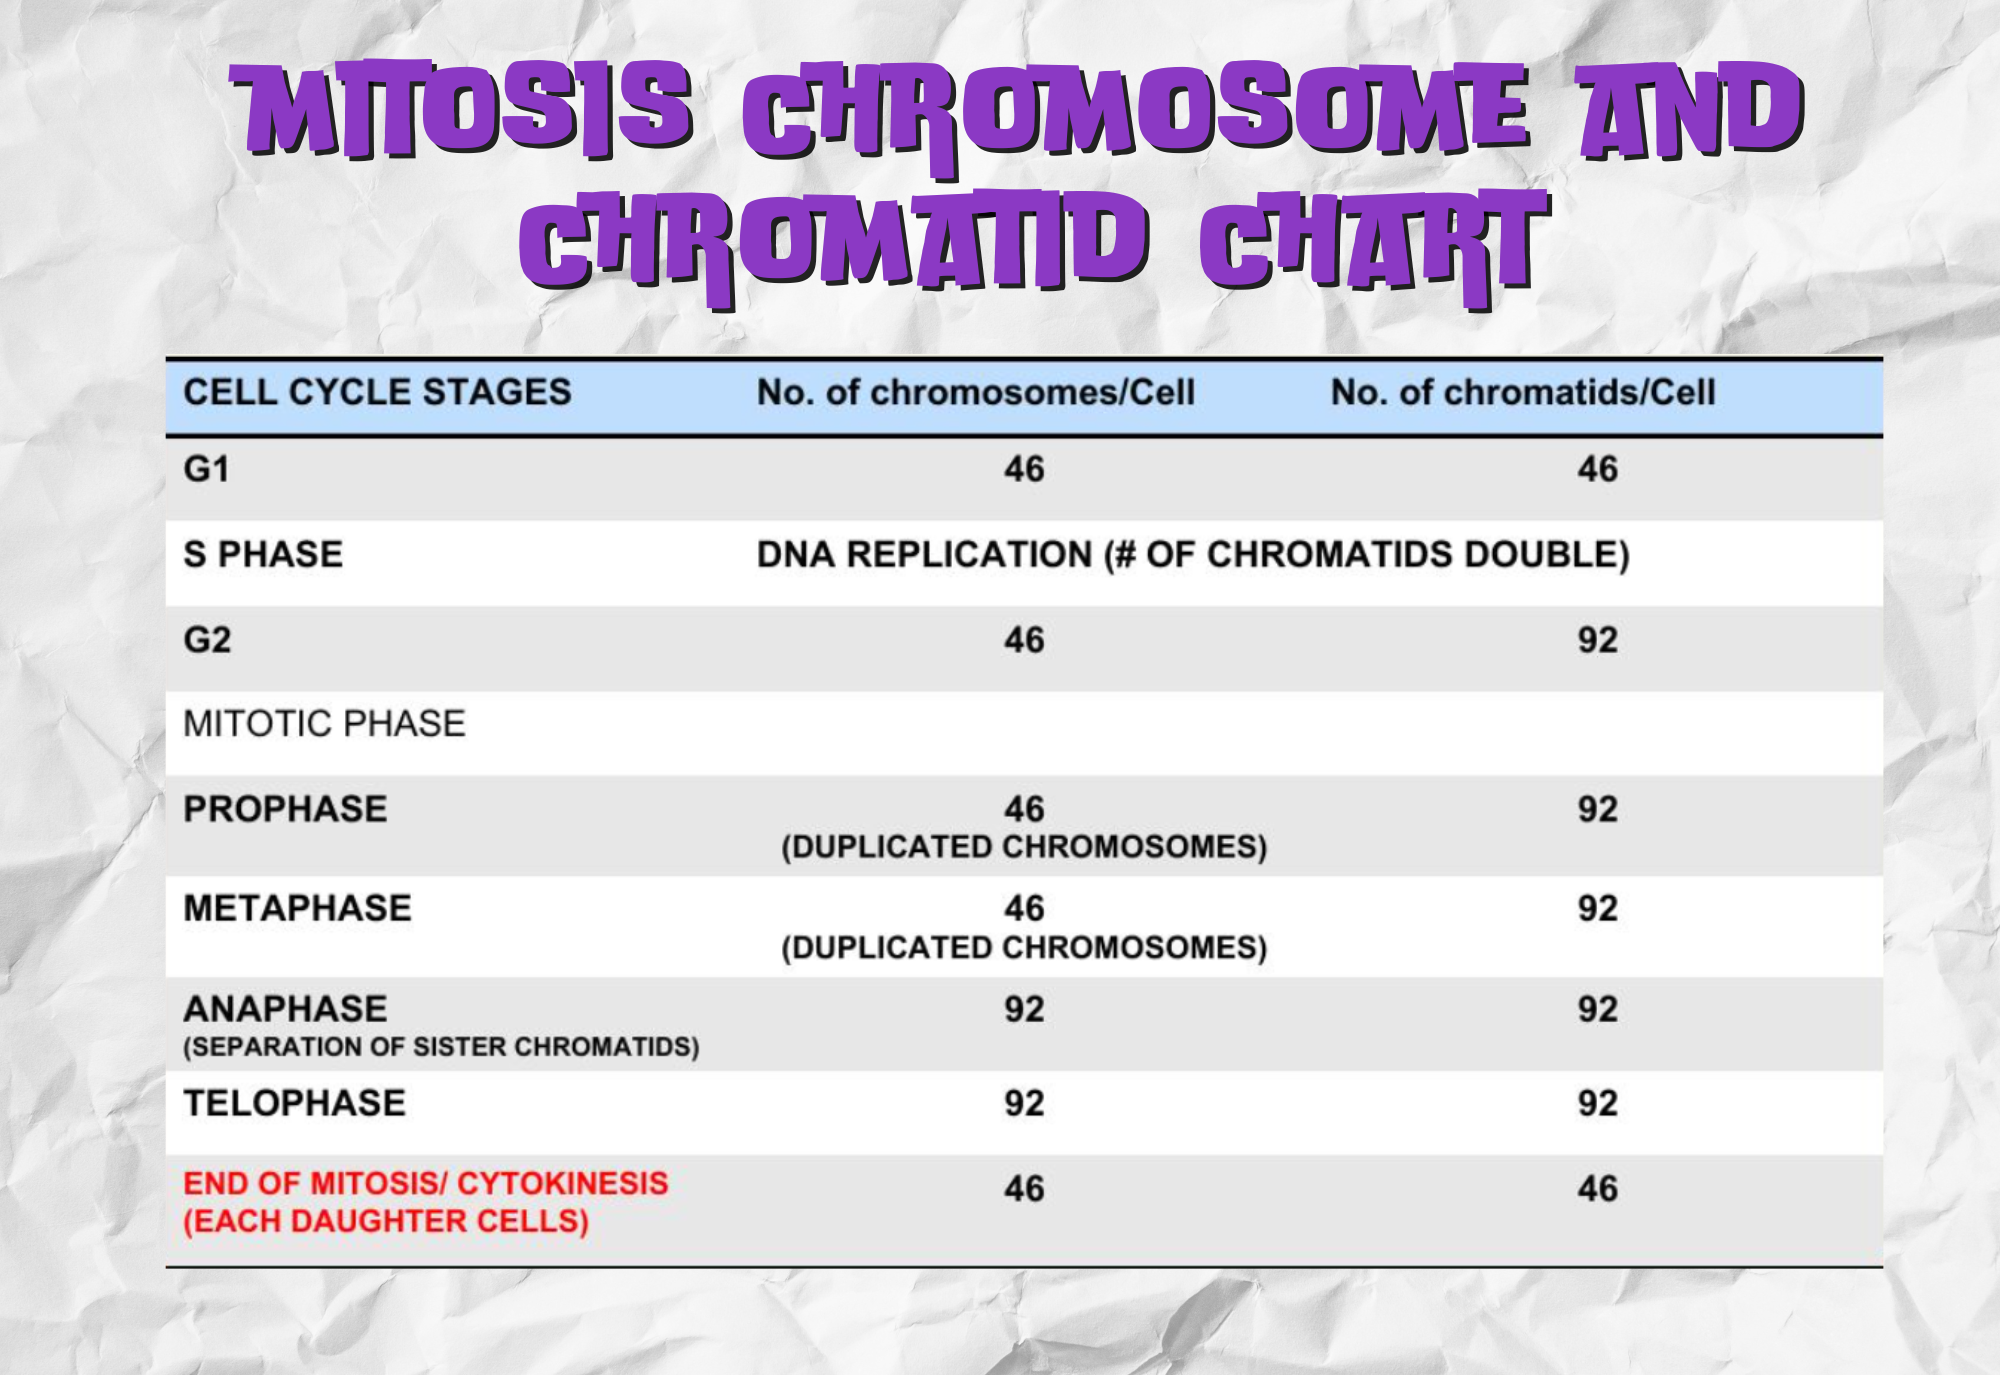 MITOSIS CHROMOSOME AND
CHROMATID CHART
CELL CYCLE STAGES No. of chromosomes/Cell No. of chromatids/Cell
G1 46 46
S PHASE DNA REPLICATION (# OF CHROMATIDS DOUBLE)
G2 46 92
MITOTIC PHASE
PROPHASE 46 92
(DUPLICATED CHROMOSOMES)
METAPHASE 46 92
(DUPLICATED CHROMOSOMES)
ANAPHASE 92 92
(SEPARATION OF SISTER CHROMATIDS)
TELOPHASE 92 92
END OF MITOSIS/ CYTOKINESIS 46 46
(EACH DAUGHTER CELLS)